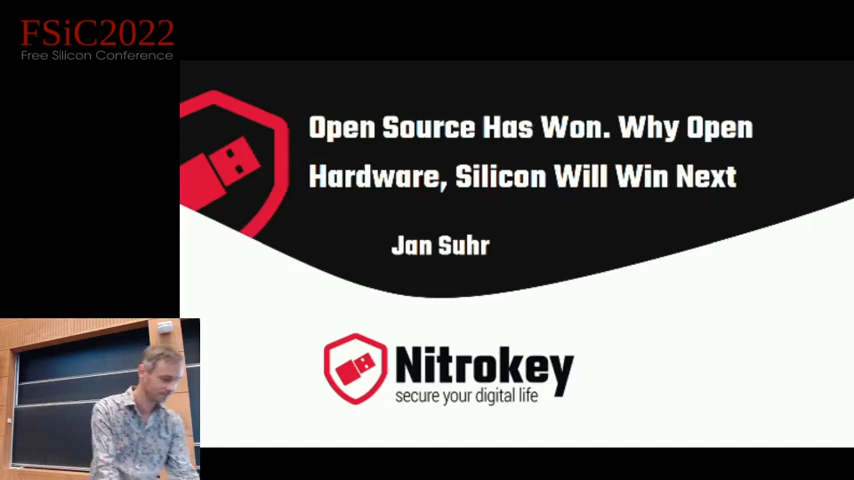 FSiC2022
Free Silicon Conference
Open Source Has Won. Why Open
Hardware, Silicon Will Win Next
Jan Suhr
Nitrokey
secure your digital life